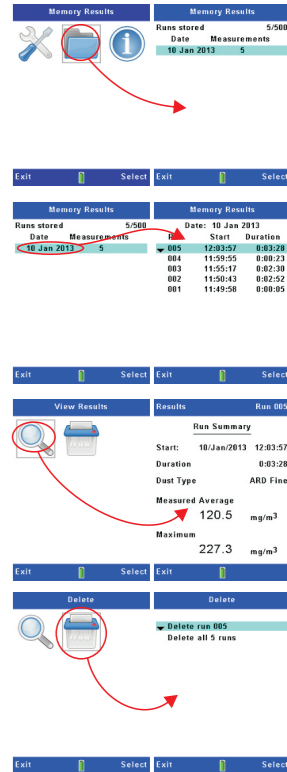 Memory Results
Exit Select
Memory Results
Runs stored 5/500
Date Measurements
10 Jan 2013 5
Exit Select
Memory Results
Runs stored 5/500
Date Measurements
10 Jan 2013 5
Exit Select
Memory Results
Date: 10 Jan 2013
Start Duration
005 12:03:57 0:03:28
004 11:59:55 0:00:23
003 11:55:17 0:02:30
002 11:50:43 0:02:52
001 11:49:58 0:00:05
Exit Select
View Results
Exit Select
Results Run 005
Run Summary
Start: 10/Jan/2013 12:03:57
Duration 0:03:28
Dust Type ARD Fine
Measured Average
120.5 mg/m³
Maximum
227.3 mg/m³
Exit
Delete
Exit Select
Delete
Delete run 005
Delete all 5 runs
Exit Select